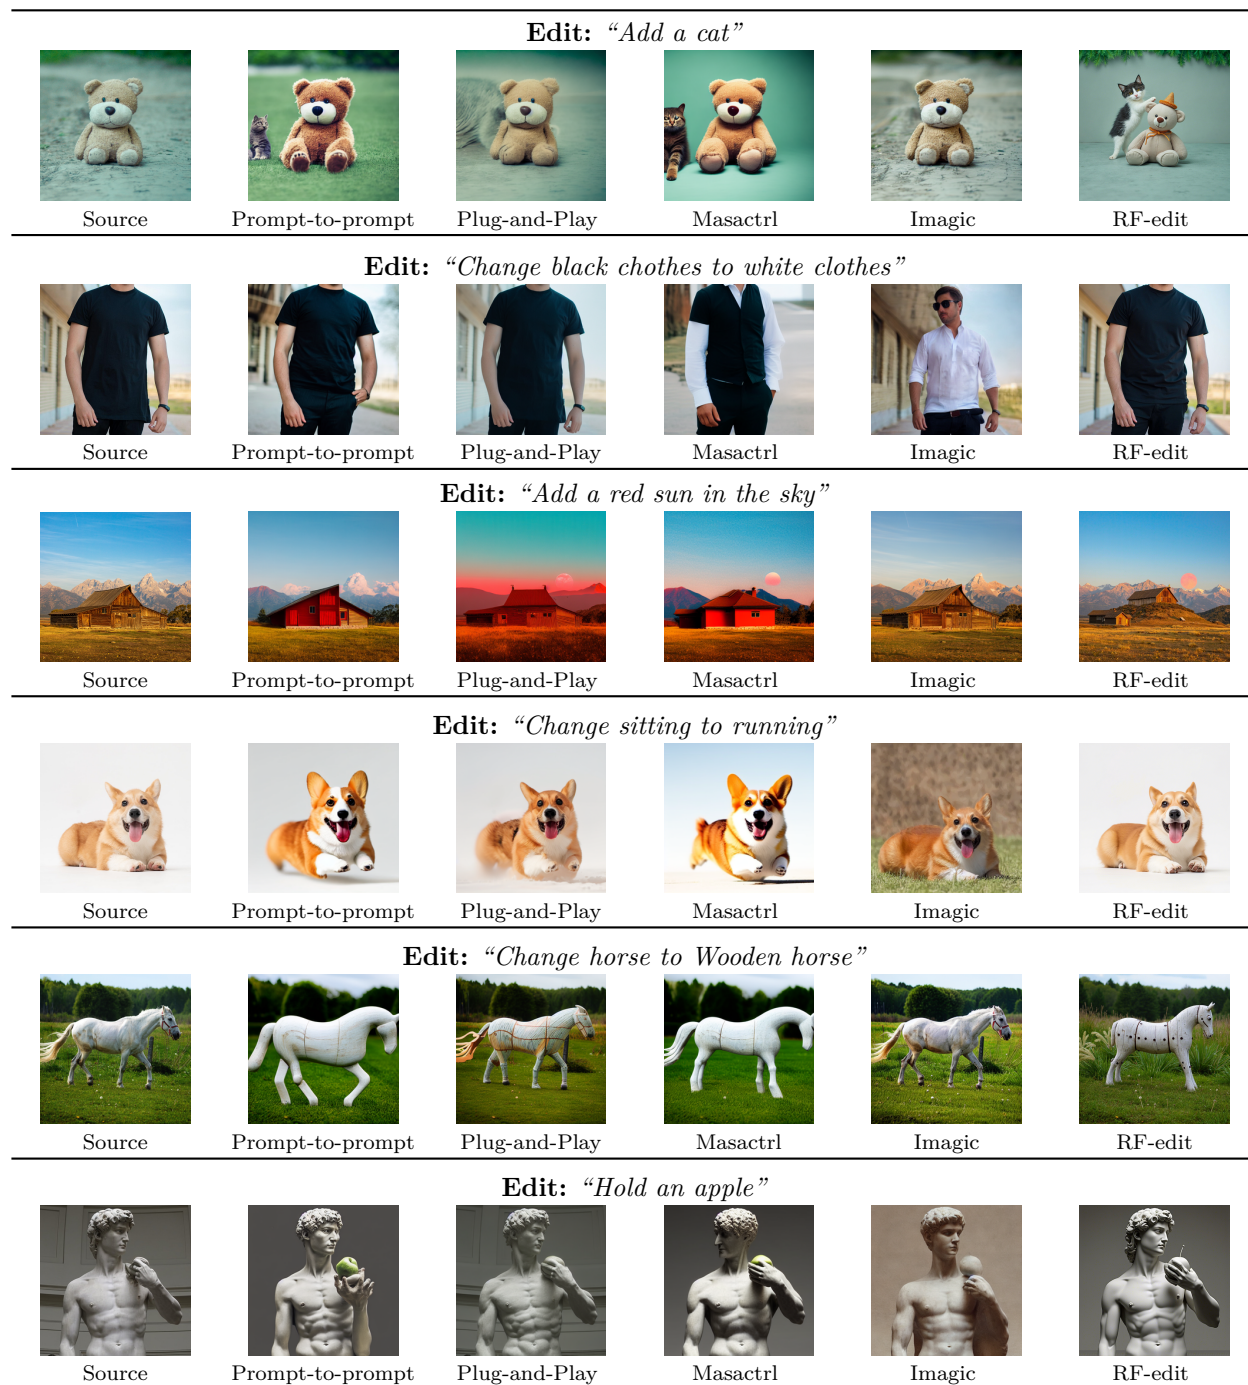 Edit: “Add a cat”
Source Prompt-to-prompt Plug-and-Play Masactrl Imagic RF-edit
Edit: “Change black chothes to white clothes”
Source Prompt-to-prompt Plug-and-Play Masactrl Imagic RF-edit
Edit: “Add a red sun in the sky”
Source Prompt-to-prompt Plug-and-Play Masactrl Imagic RF-edit
Edit: “Change sitting to running”
Source Prompt-to-prompt Plug-and-Play Masactrl Imagic RF-edit
Edit: “Change horse to Wooden horse”
Source Prompt-to-prompt Plug-and-Play Masactrl Imagic RF-edit
Edit: “Hold an apple”
Source Prompt-to-prompt Plug-and-Play Masactrl Imagic RF-edit